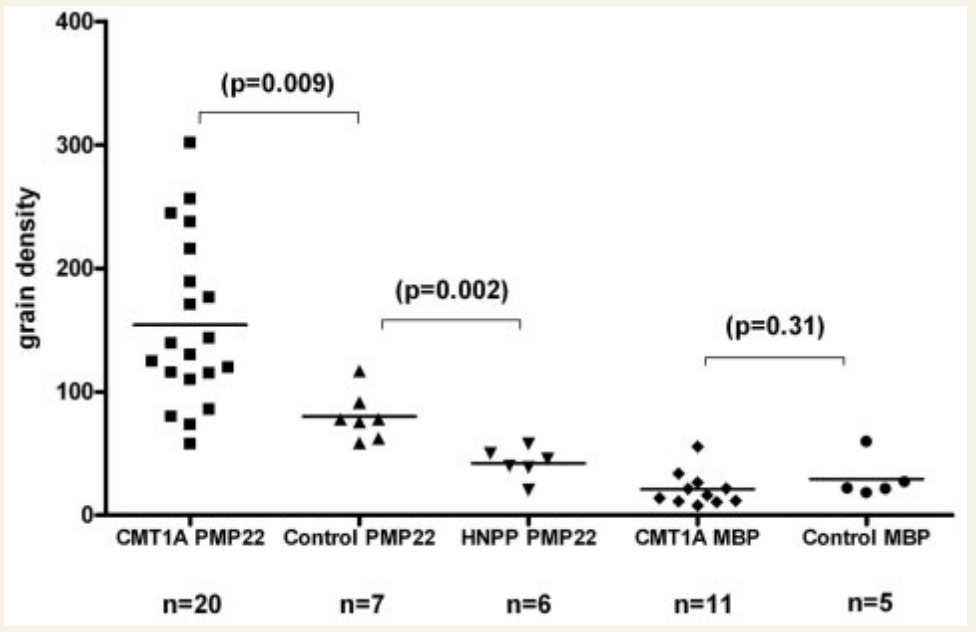 400
(p=0.009)
300
grain density
200
(p=0.002)
(p=0.31)
100
0
CMT1A PMP22 Control PMP22 HNPP PMP22 CMT1A MBP Control MBP
n=20 n=7 n=6 n=11 n=5